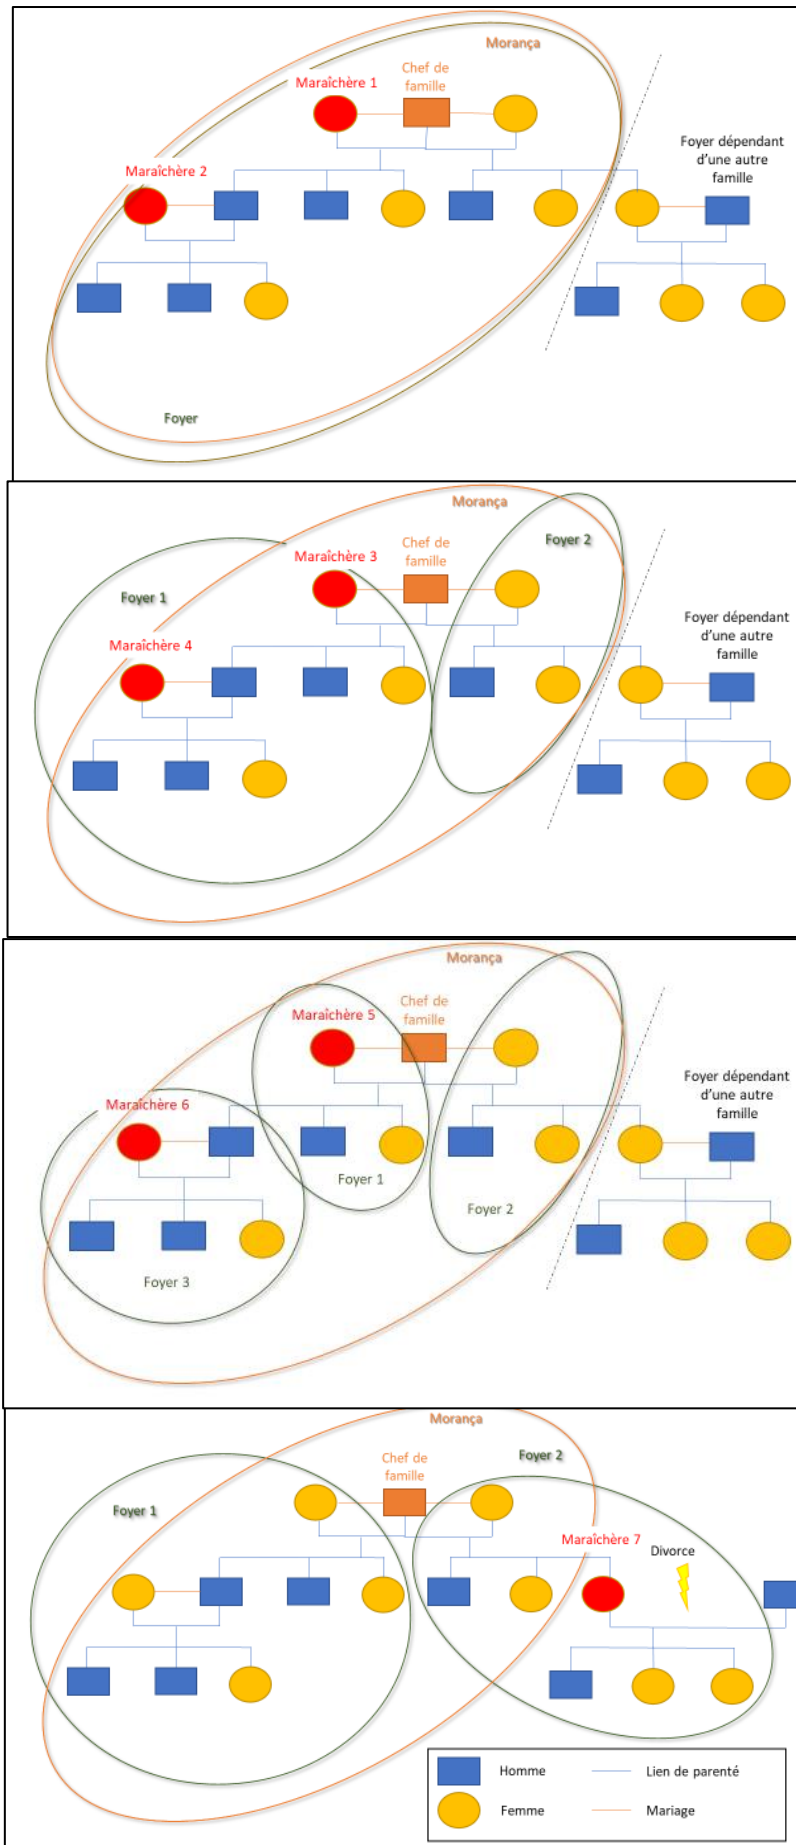 Morança
Chef de
famille
Maraîchère 1
Foyer dépendant
d'une autre
famille
Maraîchère 2
Foyer
Morança
Foyer 2
Chef de
famille
Maraîchère 3
Foyer 1
Foyer dépendant
d'une autre
famille
Maraîchère 4
Morança
Chef de
famille
Maraîchère 5
Foyer dépendant
d'une autre
famille
Maraîchère 6
Foyer 1
Foyer 2
Foyer 3
Morança
Foyer 2
Chef de
famille
Foyer 1
Maraîchère 7
Divorce
Homme
Lien de parenté
Femme
Mariage